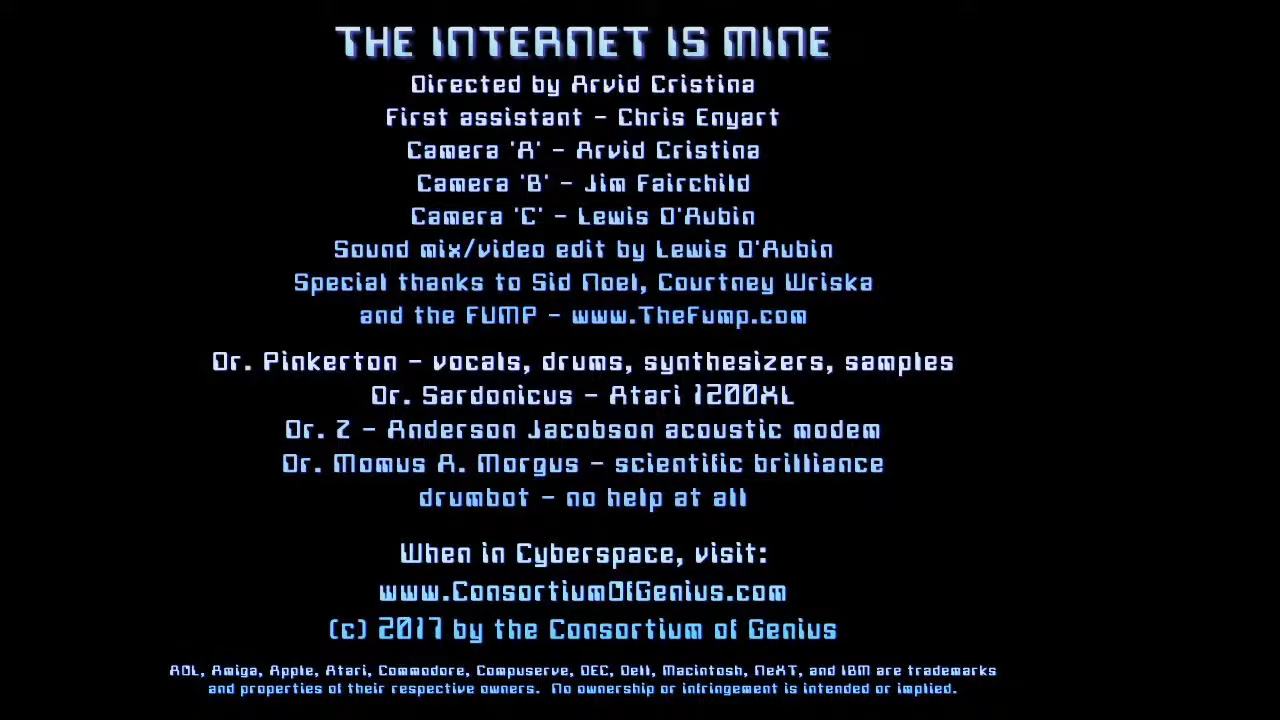 THE INTERNET IS MINE
Directed by Arvid Cristina
First assistant - Chris Enyart
Camera 'A' - Arvid Cristina
Camera 'B' - Jim Fairchild
Camera 'C' - Lewis D'Aubin
Sound mix/video edit by Lewis D'Aubin
Special thanks to Sid Noel, Courtney Wriska
and the FUMP - www.TheFump.com
Dr. Pinkerton - vocals, drums, synthesizers, samples
Dr. Sardonicus - Atari 1200XL
Dr. Z - Anderson Jacobson acoustic modem
Dr. Momus A. Morgus - scientific brilliance
drumbot - no help at all
When in Cyberspace, visit:
www.ConsortiumOfGenius.com
(c) 2017 by the Consortium of Genius
AOL, Amiga, Apple, Atari, Commodore, Compuserve, DEC, Dell, Macintosh, NeXT, and IBM are trademarks
and properties of their respective owners. No ownership or infringement is intended or implied.